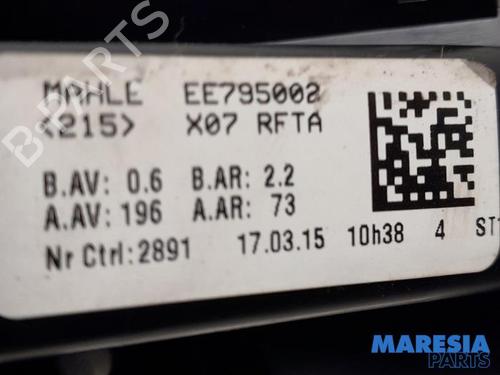 B-PARTS
MAHLE EE795002
<215> X07 RFTA
B.AV: 0.6 B.AR: 2.2
A.AV: 196 A.AR: 73
Nr Ctrl:2891 17.03.15 10h38 4
MARESIA
PARTS